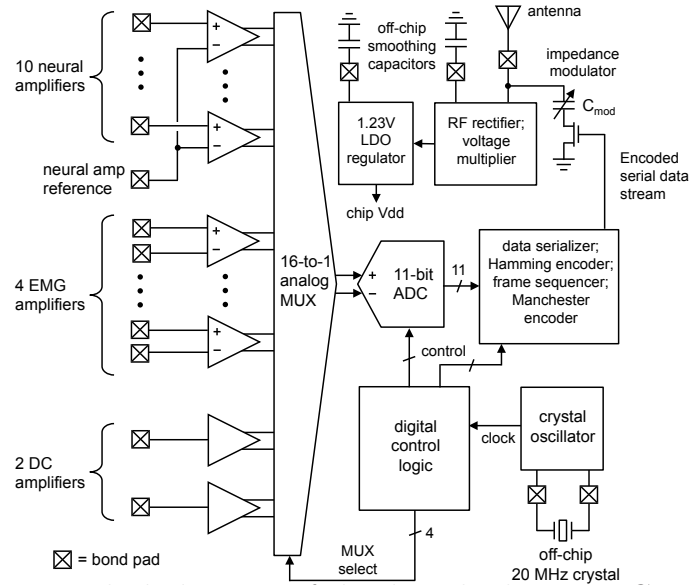 antenna
off-chip
smoothing
capacitors
impedance
modulator
10 neural
amplifiers
+
−
+
−
neural amp
reference
1.23V
LDO
regulator
RF rectifier;
voltage
multiplier
C mod
Encoded
serial data
stream
chip Vdd
4 EMG
amplifiers
+
−
+
−
16-to-1
analog
MUX
+
−
11-bit
ADC
11
data serializer;
Hamming encoder;
frame sequencer;
Manchester
encoder
control
2 DC
amplifiers
digital
control
logic
clock
crystal
oscillator
4
MUX
select
= bond pad
off-chip
20 MHz crystal